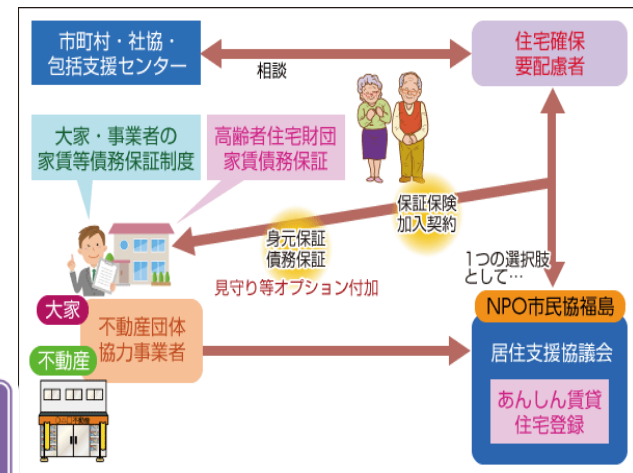 市町村・社協・
包括支援センター
相談
住宅確保
要配慮者
大家・事業者の
家賃等債務保証制度
高齢者住宅財団
家賃債務保証
保証保険
加入契約
身元保証
債務保証
見守り等オプション付加
1つの選択肢
として…
大家
不動産団体
協力事業者
不動産
NPO市民協福島
居住支援協議会
あんしん賃貸
住宅登録